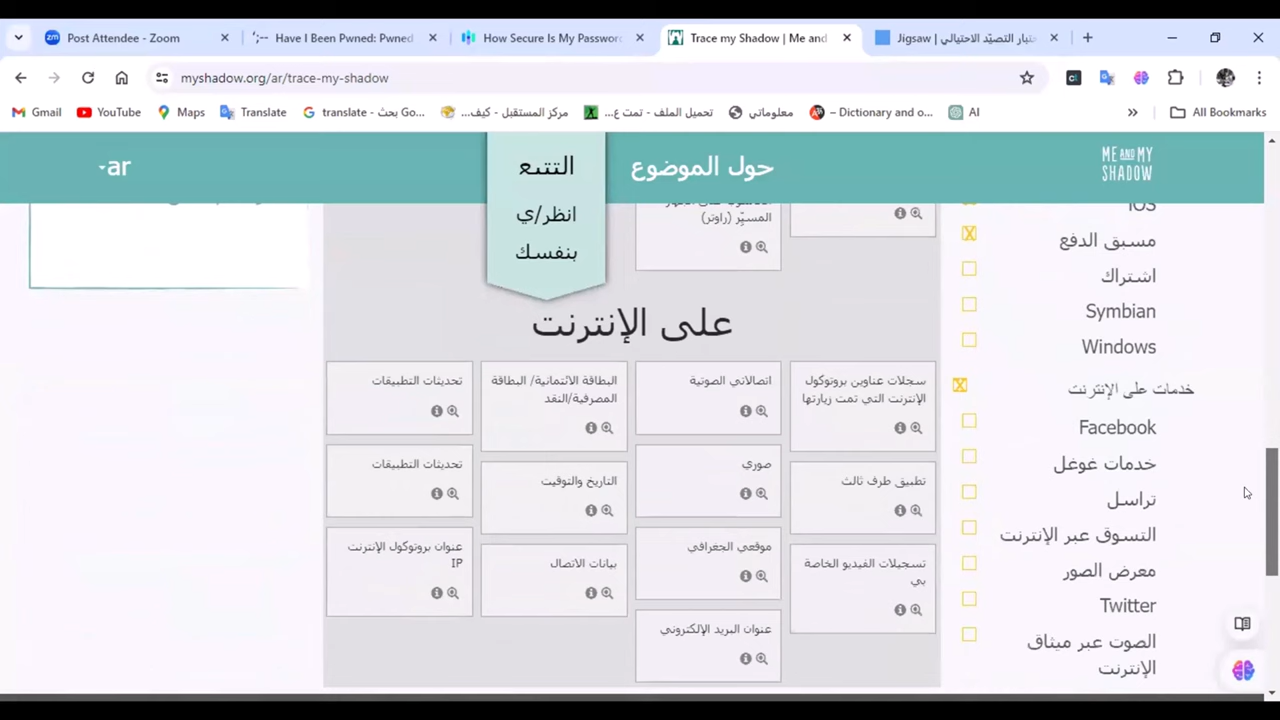 Post Attendee - Zoom
Have I Been Pwned: Pwned
How Secure Is My Password
Trace my Shadow | Me and
Jigsaw | ختبار التصيّد الاحتيالي
myshadow.org/ar/trace-my-shadow
Gmail
YouTube
Maps
Translate
translate - بحث Go...
مركز المستقبل - كيف...
تحميل الملف - تمت ع...
معلوماتي
– Dictionary and o...
AI
All Bookmarks
ar
التتبع
انظر/ي
بنفسك
حول الموضوع
ME AND MY
SHADOW
المسيّر (راوتر)
على الإنترنت
سجلات عناوين بروتوكول
الإنترنت التي تمت زيارتها
اتصالاتي الصوتية
البطاقة الائتمانية/ البطاقة
المصرفية/النقد
تحديثات التطبيقات
تطبيق طرف ثالث
صوري
التاريخ والتوقيت
تحديثات التطبيقات
تسجيلات الفيديو الخاصة
بي
موقعي الجغرافي
بيانات الاتصال
عنوان بروتوكول الإنترنت
IP
عنوان البريد الإلكتروني
iOS
مسبق الدفع
اشتراك
Symbian
Windows
خدمات على الإنترنت
Facebook
خدمات غوغل
تراسل
التسوق عبر الإنترنت
معرض الصور
Twitter
الصوت عبر ميثاق
الإنترنت